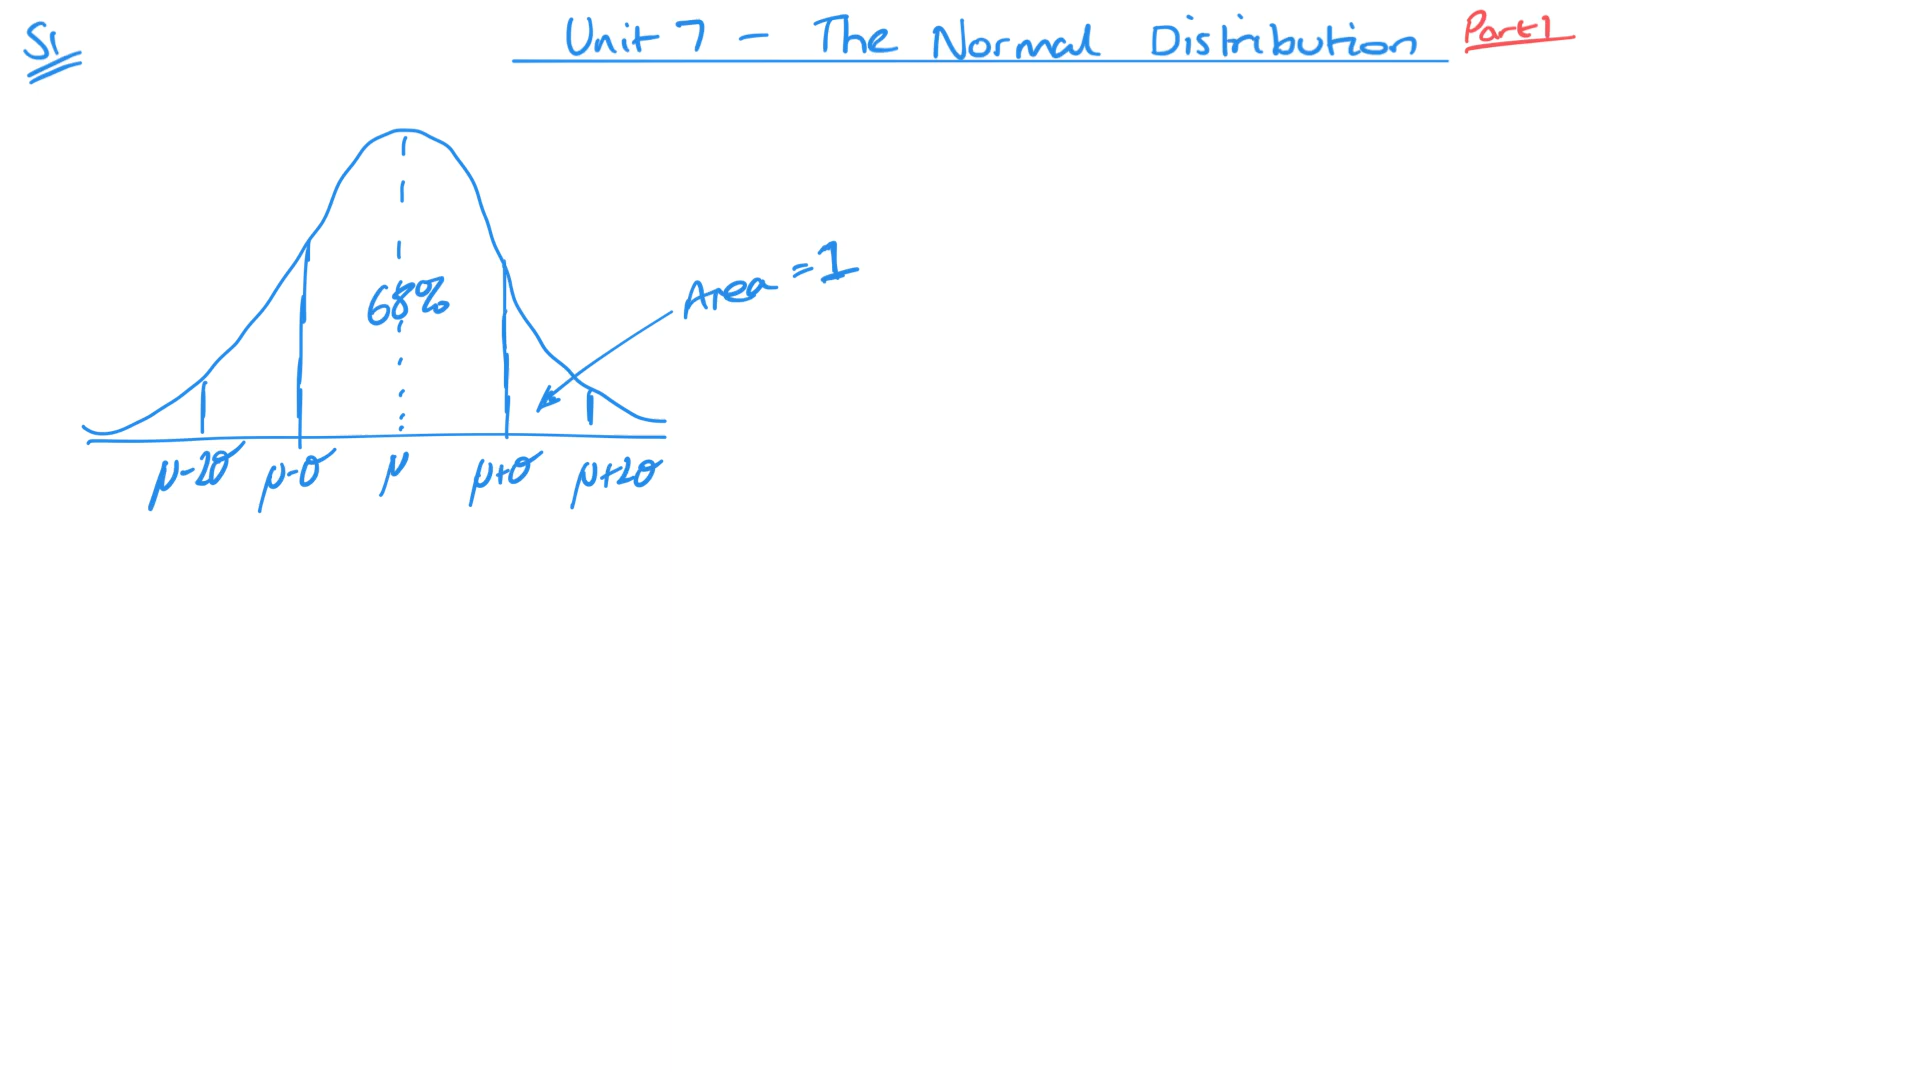 S1
Unit 7 - The Normal Distribution Part 1
Area = 1
68%
μ-2σ μ-σ μ μ+σ μ+2σ